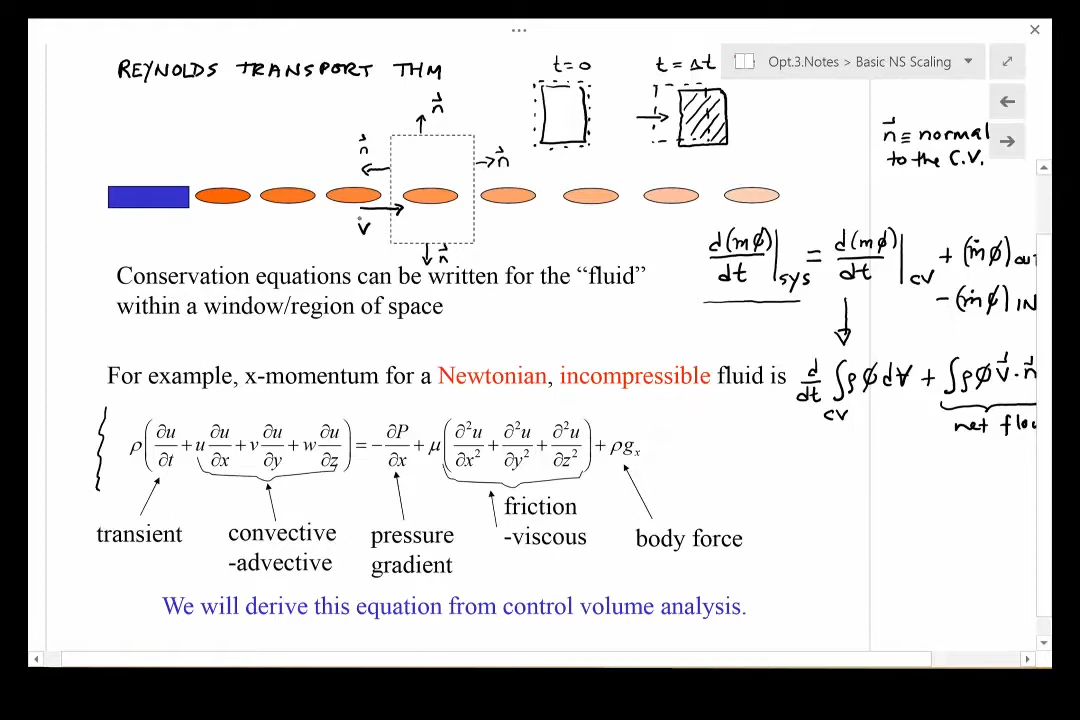 Opt.3.Notes > Basic NS Scaling
REYNOLDS TRANSPORT THM
t=0
t=Δt
n⃗
n⃗
n⃗
n⃗
V⃗
n⃗ ≡ normal
to the C.V.
d(mϕ)/dt |SYS = d(mϕ)/dt |CV + (ṁϕ)OUT
- (ṁϕ)IN
d/dt ∫CV ρϕd∀ + ∫ρϕV⃗·n⃗
net flo
Conservation equations can be written for the “fluid”
within a window/region of space
For example, x-momentum for a Newtonian, incompressible fluid is
ρ(∂u/∂t + u ∂u/∂x + v ∂u/∂y + w ∂u/∂z) = −∂P/∂x + μ(∂²u/∂x² + ∂²u/∂y² + ∂²u/∂z²) + ρgₓ
transient
convective
-advective
pressure
gradient
friction
-viscous
body force
We will derive this equation from control volume analysis.